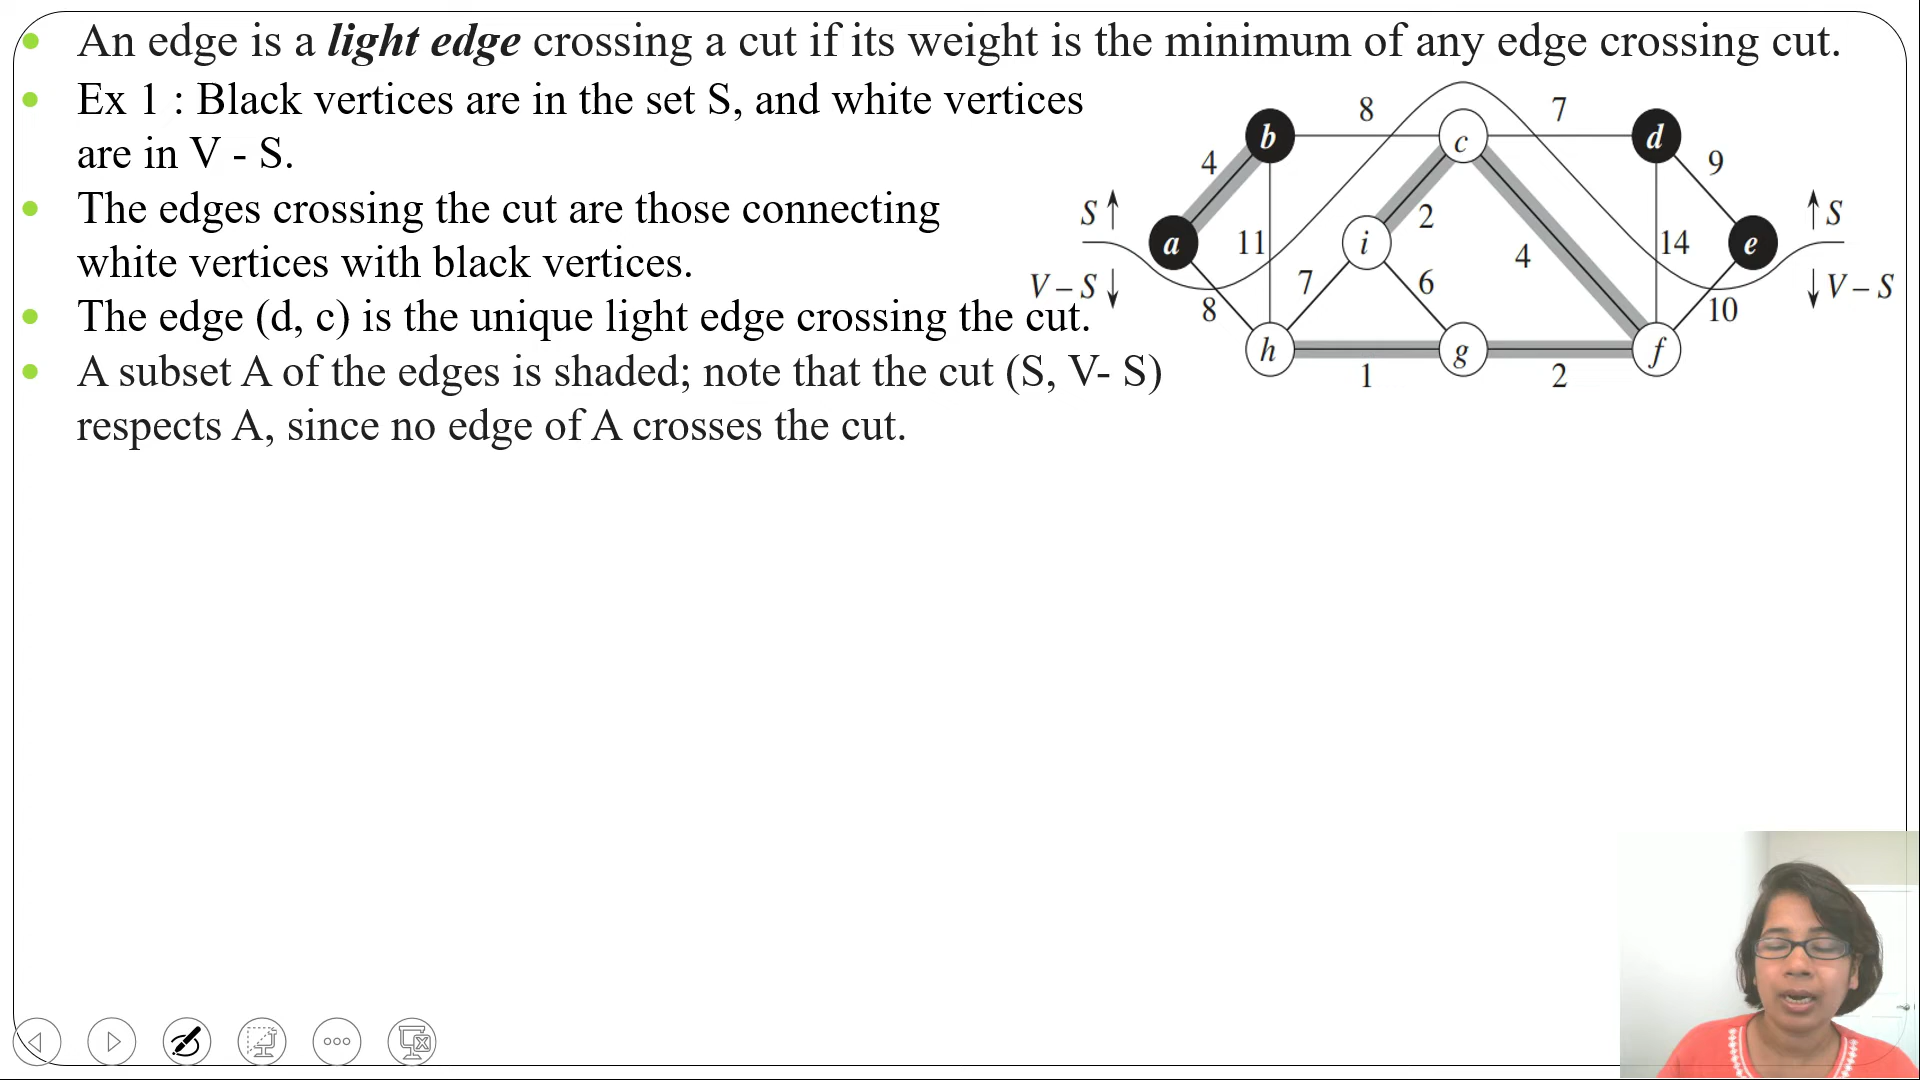 An edge is a light edge crossing a cut if its weight is the minimum of any edge crossing cut.
Ex 1 : Black vertices are in the set S, and white vertices
are in V - S.
The edges crossing the cut are those connecting
white vertices with black vertices.
The edge (d, c) is the unique light edge crossing the cut.
A subset A of the edges is shaded; note that the cut (S, V- S)
respects A, since no edge of A crosses the cut.
8 7
b c d
4 9
S↑ 2 ↑S
a 11 i 4 14 e
V – S↓ 7 6 ↓V – S
8 10
h g f
1 2